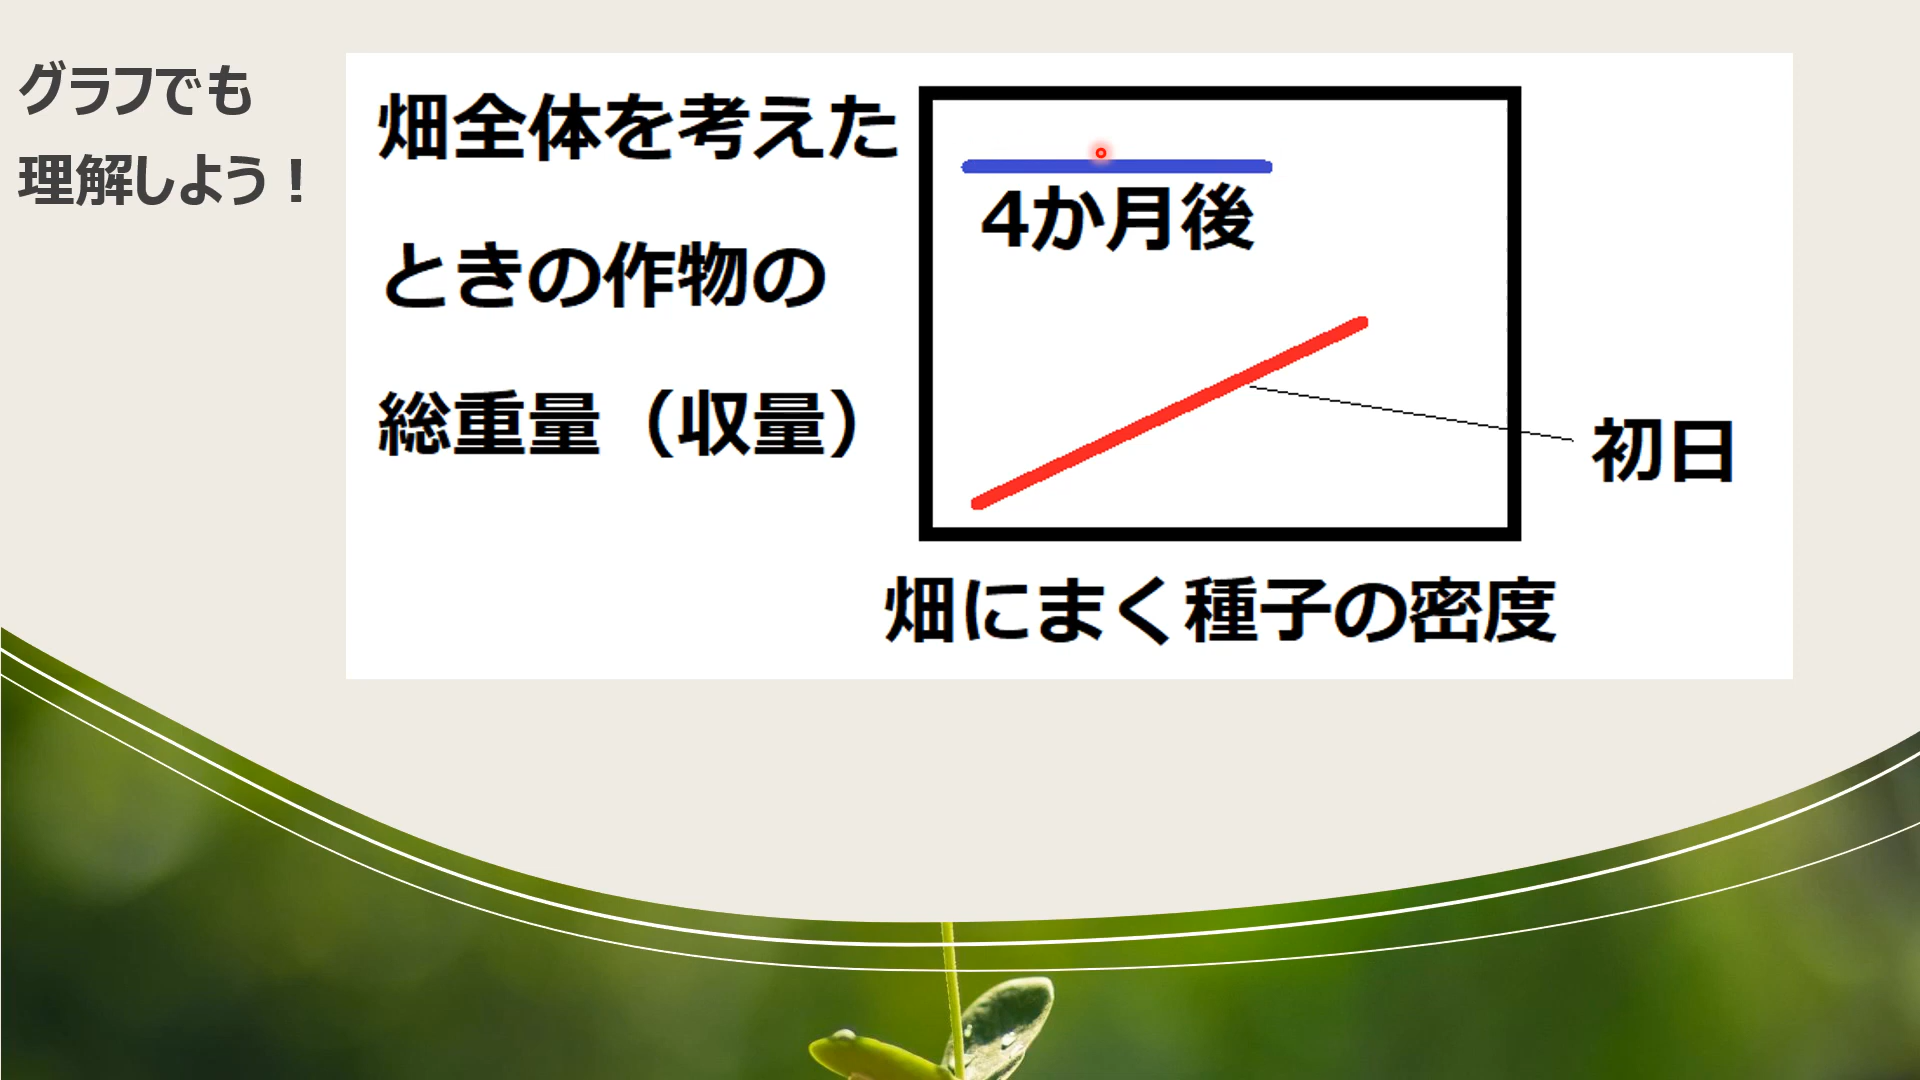 グラフでも
理解しよう！
畑全体を考えた
ときの作物の
総重量（収量）
4か月後
初日
畑にまく種子の密度